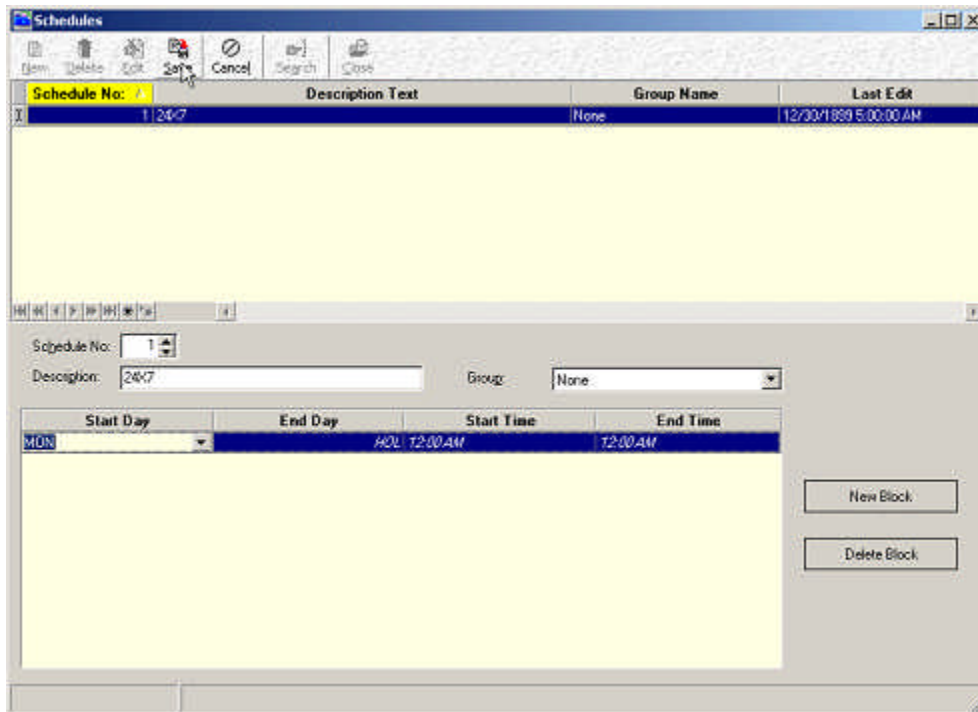 Schedules
New Delete Edit Save Cancel Search Close
Schedule No: Description Text Group Name Last Edit
1 24X7 None 12/30/1899 5:00:00 AM
Schedule No: 1
Description: 24X7 Group: None
Start Day End Day Start Time End Time
MON HOL 12:00 AM 12:00 AM
New Block
Delete Block